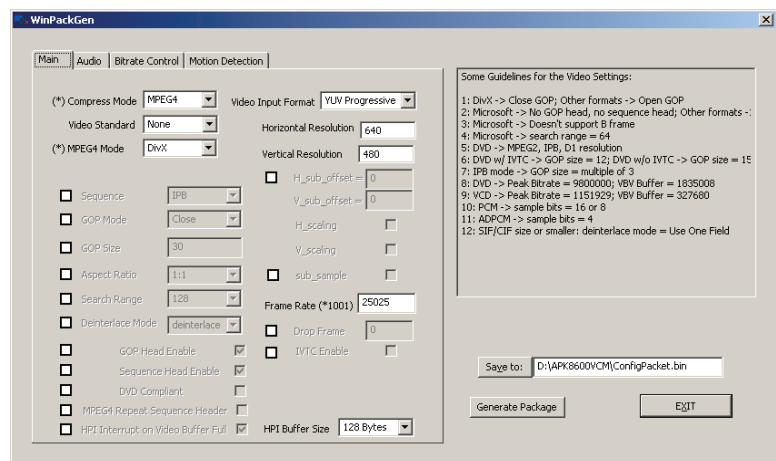 WinPackGen
Main Audio Bitrate Control Motion Detection
(*) Compress Mode MPEG4
Video Input Format YUV Progressive
Video Standard None
Horizontal Resolution 640
(*) MPEG4 Mode DivX
Vertical Resolution 480
H_sub_offset = 0
V_sub_offset = 0
Sequence IPB
GOP Mode Close
H_scaling
GOP Size 30
V_scaling
Aspect Ratio 1:1
sub_sample
Search Range 128
Frame Rate (*1001) 25025
Deinterlace Mode deinterlace
Drop Frame 0
GOP Head Enable
IVTC Enable
Sequence Head Enable
DVD Compliant
MPEG4 Repeat Sequence Header
HPI Interrupt on Video Buffer Full
HPI Buffer Size 128 Bytes
Some Guidelines for the Video Settings:
1: DivX -> Close GOP; Other formats -> Open GOP
2: Microsoft -> No GOP head, no sequence head; Other formats -:
3: Microsoft -> Doesn't support B frame
4: Microsoft -> search range = 64
5: DVD -> MPEG2, IPB, D1 resolution
6: DVD w/ IVTC -> GOP size = 12; DVD w/o IVTC -> GOP size = 15
7: IPB mode -> GOP size = multiple of 3
8: DVD -> Peak Bitrate = 9800000; VBV Buffer = 1835008
9: VCD -> Peak Bitrate = 1151929; VBV Buffer = 327680
10: PCM -> sample bits = 16 or 8
11: ADPCM -> sample bits = 4
12: SIF/CIF size or smaller: deinterlace mode = Use One Field
Save to: D:\APK8600VCM\ConfigPacket.bin
Generate Package
EXIT